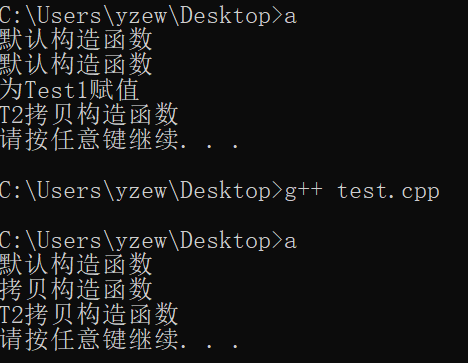 C:\Users\yzew\Desktop>a
默认构造函数
默认构造函数
为Test1赋值
T2拷贝构造函数
请按任意键继续. . .
C:\Users\yzew\Desktop>g++ test.cpp
C:\Users\yzew\Desktop>a
默认构造函数
拷贝构造函数
T2拷贝构造函数
请按任意键继续. . .